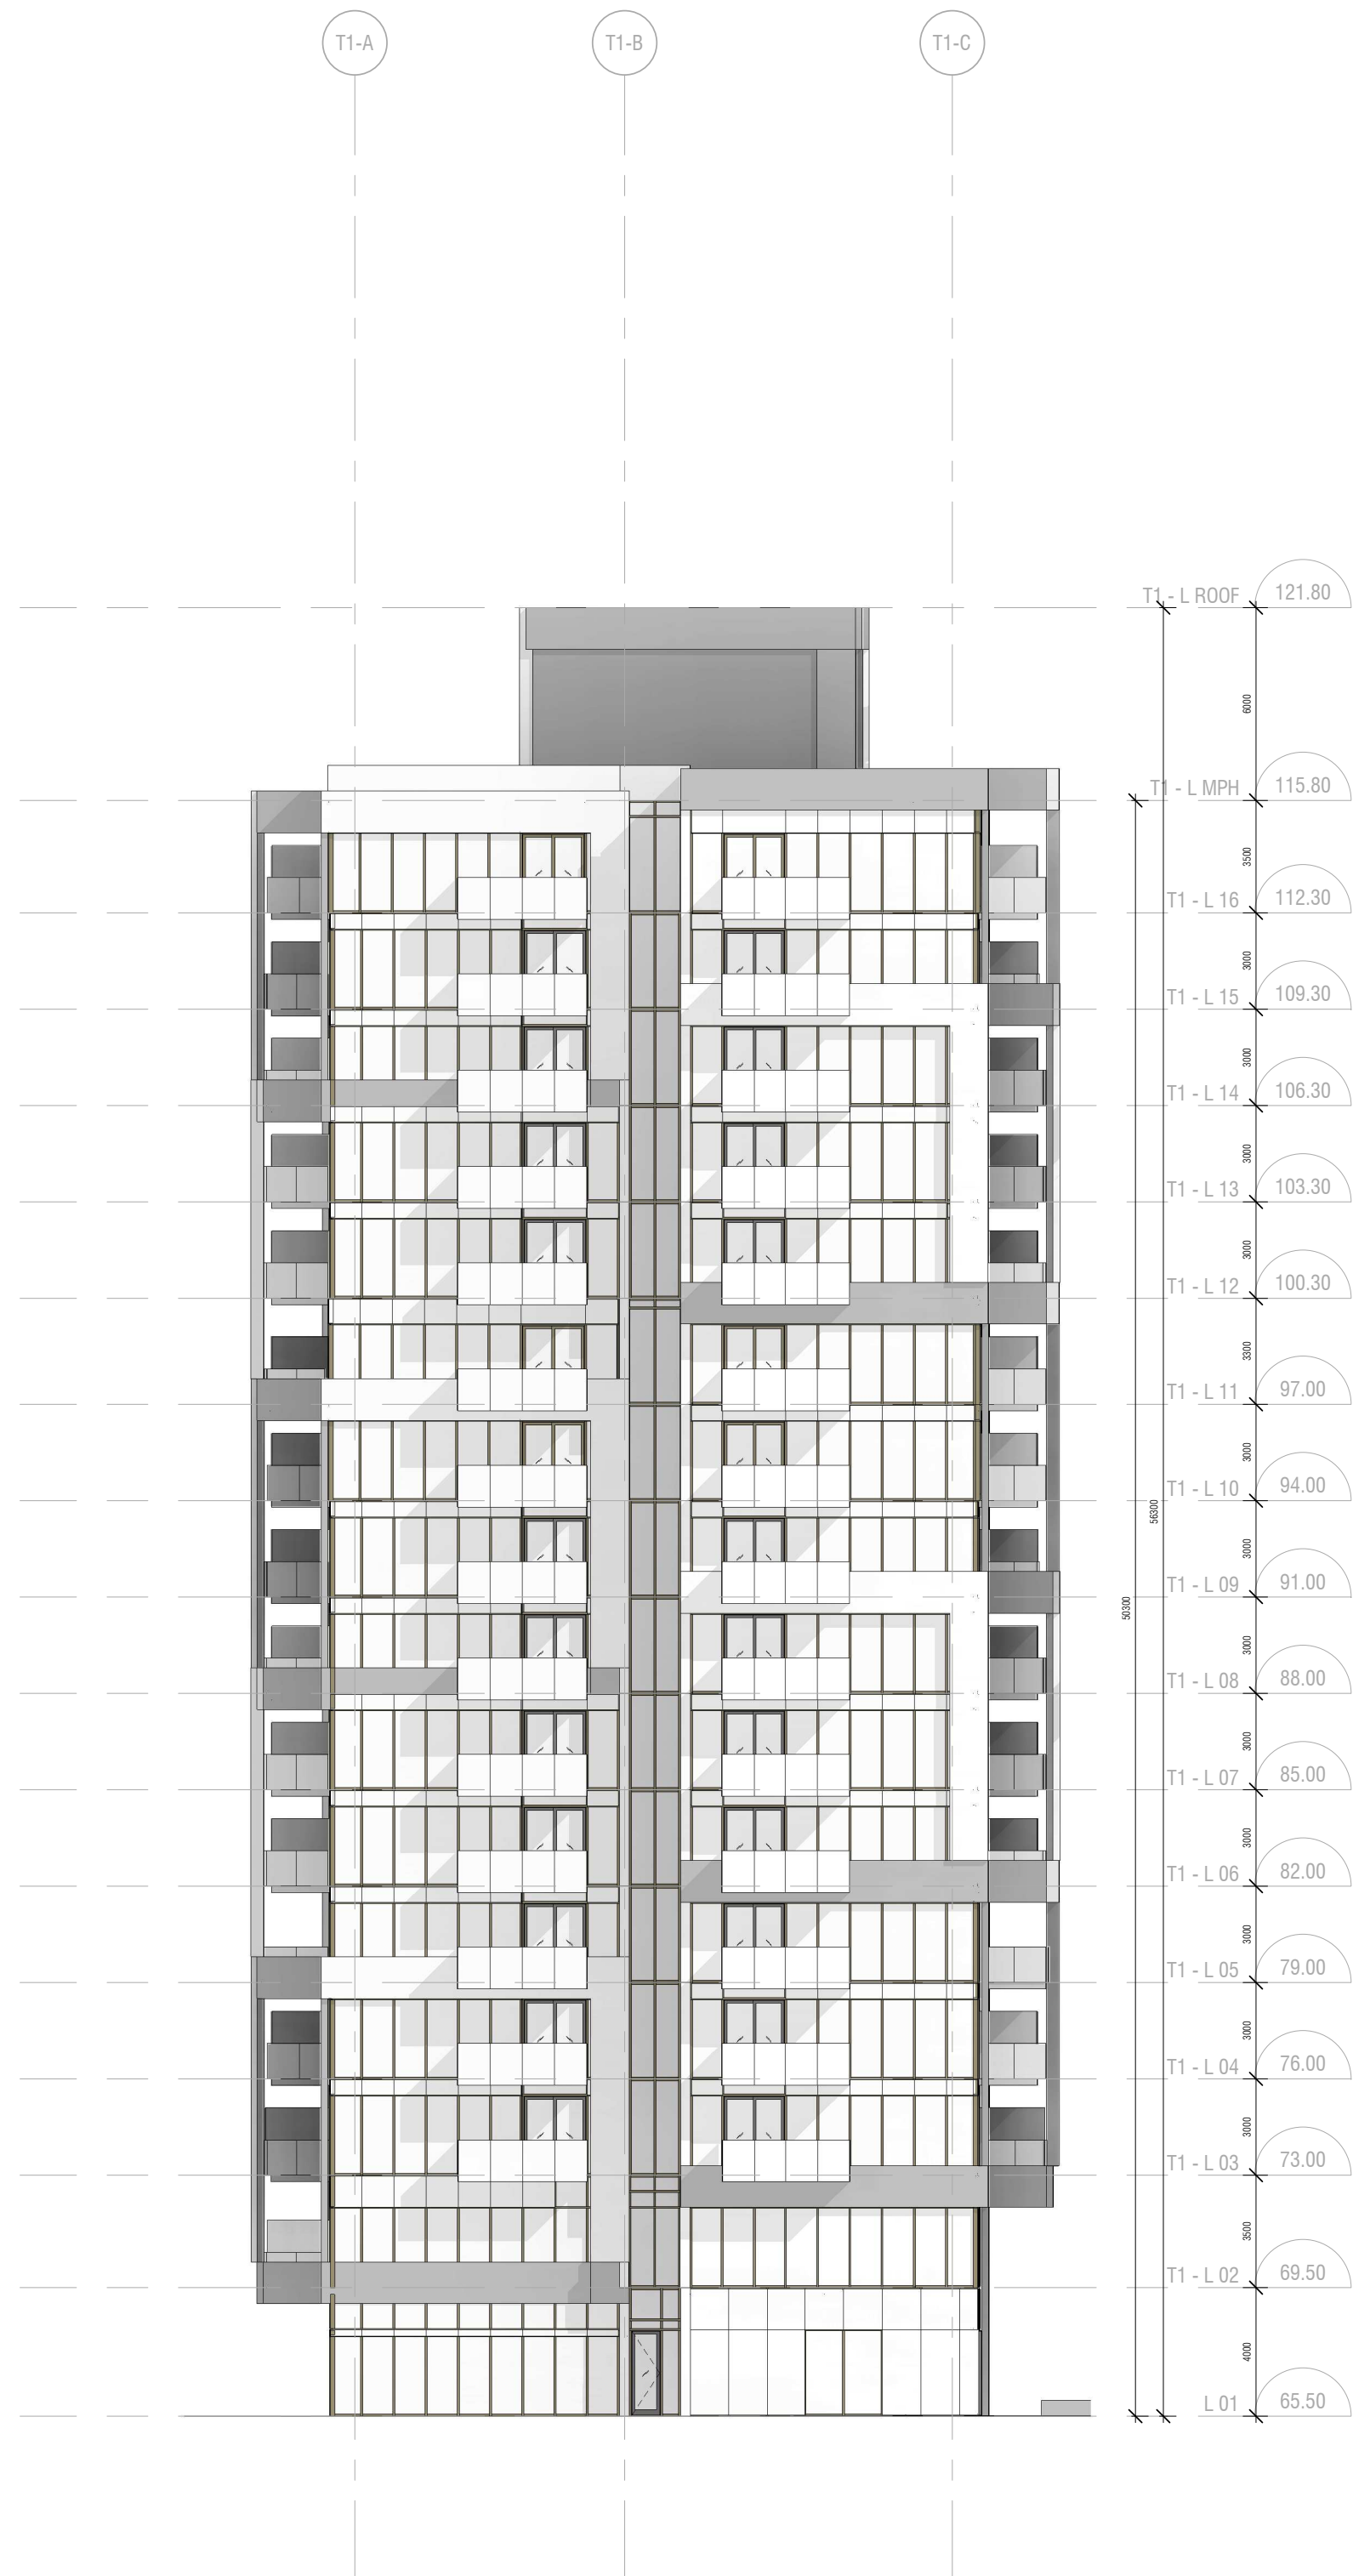 T1-A T1-B T1-C
T1 - L ROOF 121.80
6000
T1 - L MPH 115.80
3500
T1 - L 16 112.30
3000
T1 - L 15 109.30
3000
T1 - L 14 106.30
3000
T1 - L 13 103.30
3000
T1 - L 12 100.30
3300
T1 - L 11 97.00
3000
T1 - L 10 94.00
56300
3000
T1 - L 09 91.00
50300
3000
T1 - L 08 88.00
3000
T1 - L 07 85.00
3000
T1 - L 06 82.00
3000
T1 - L 05 79.00
3000
T1 - L 04 76.00
3000
T1 - L 03 73.00
3500
T1 - L 02 69.50
4000
L 01 65.50